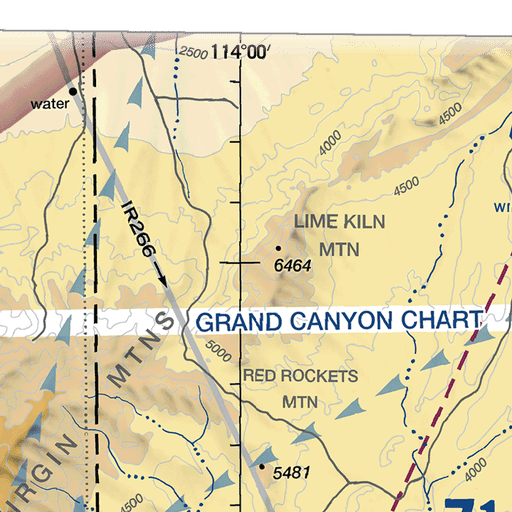 2500
114°00'
water
4500
4000
4500
LIME KILN
MTN
IR266
6464
GRAND CANYON CHART
MTNS
5000
RED ROCKETS
MTN
5481
4000
4500
71